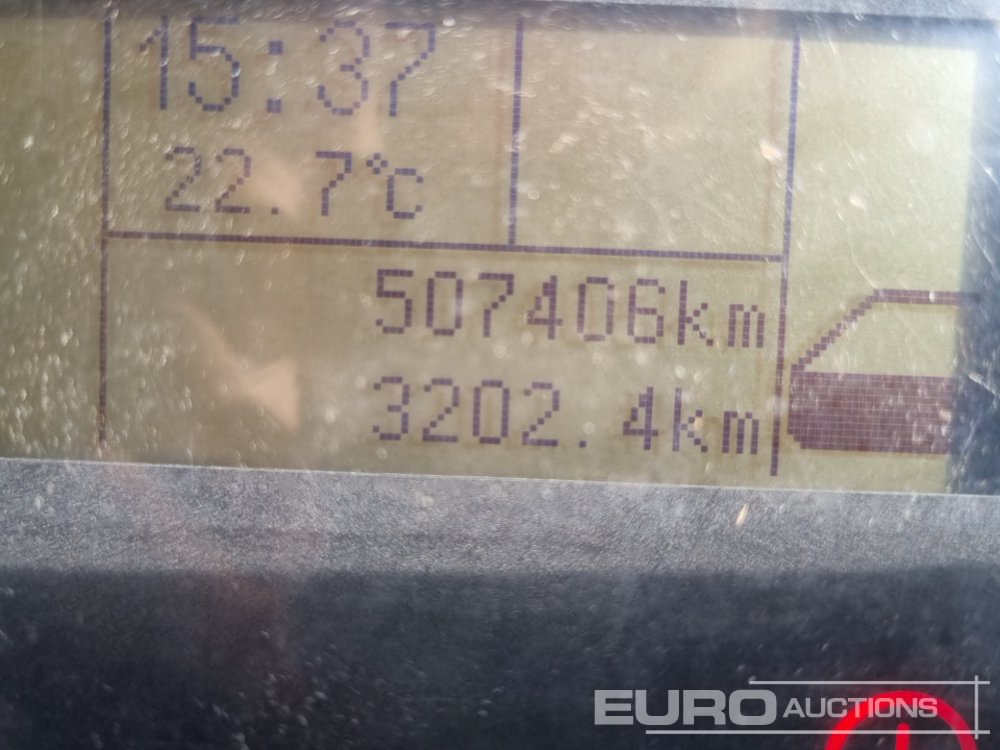 15:37
22.7°C
507406km
3202.4km
EURO AUCTIONS